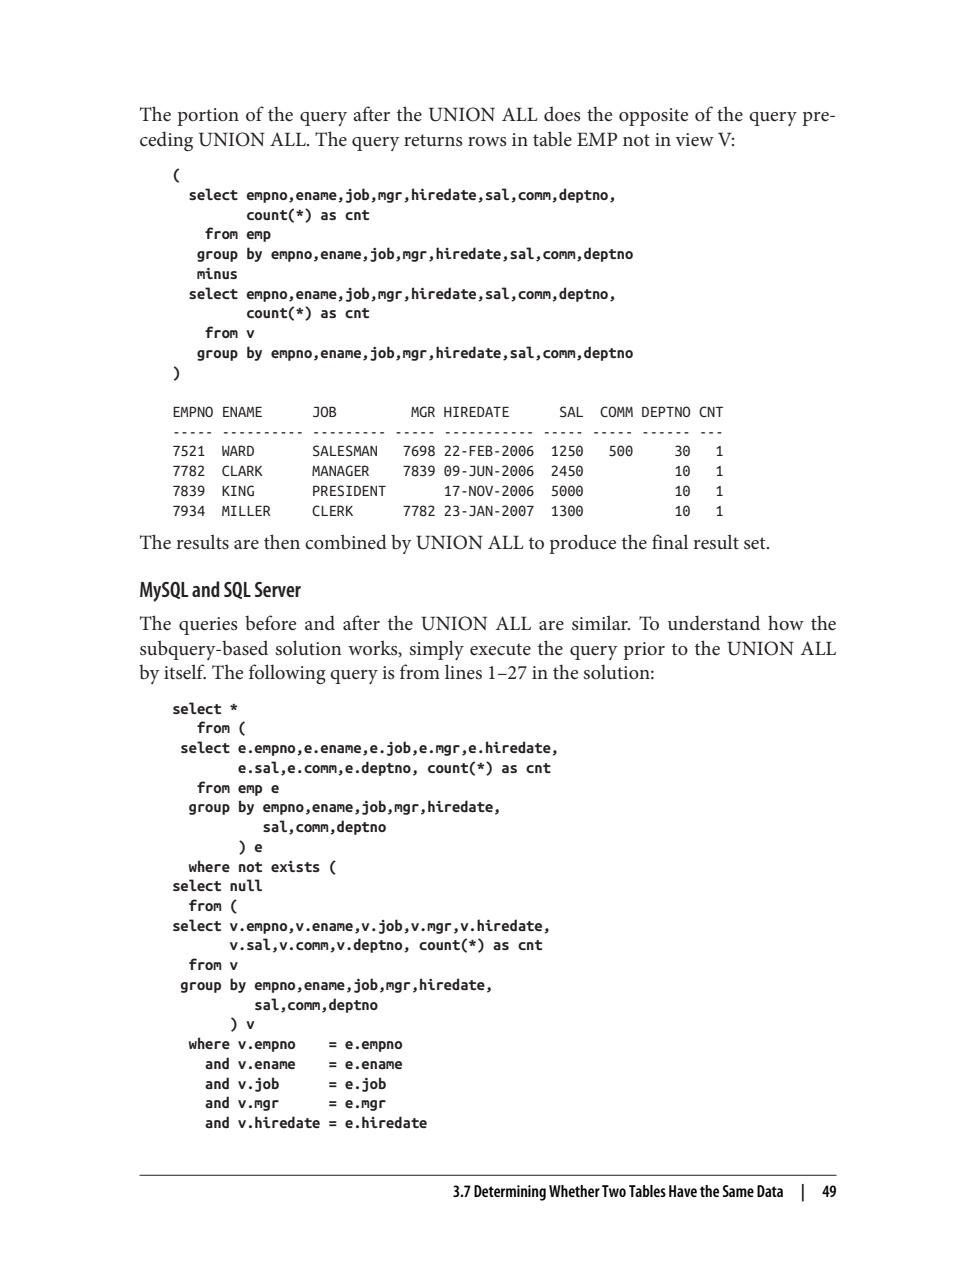 The portion of the query after the UNION ALL does the opposite of the query pre-
ceding UNION ALL. The query returns rows in table EMP not in view V:
(
select empno,ename,job,mgr,hiredate,sal,comm,deptno,
count(*) as cnt
from emp
group by empno,ename,job,mgr,hiredate,sal,comm,deptno
minus
select empno,ename,job,mgr,hiredate,sal,comm,deptno,
count(*) as cnt
from v
group by empno,ename,job,mgr,hiredate,sal,comm,deptno
)
EMPNO ENAME      JOB         MGR HIREDATE      SAL  COMM DEPTNO CNT
----- ---------- --------- ----- ----------- ----- ----- ------ ---
7521  WARD       SALESMAN   7698 22-FEB-2006  1250   500     30   1
7782  CLARK      MANAGER    7839 09-JUN-2006  2450           10   1
7839  KING       PRESIDENT       17-NOV-2006  5000           10   1
7934  MILLER     CLERK      7782 23-JAN-2007  1300           10   1
The results are then combined by UNION ALL to produce the final result set.
MySQL and SQL Server
The queries before and after the UNION ALL are similar. To understand how the
subquery-based solution works, simply execute the query prior to the UNION ALL
by itself. The following query is from lines 1–27 in the solution:
select *
from (
select e.empno,e.ename,e.job,e.mgr,e.hiredate,
e.sal,e.comm,e.deptno, count(*) as cnt
from emp e
group by empno,ename,job,mgr,hiredate,
sal,comm,deptno
) e
where not exists (
select null
from (
select v.empno,v.ename,v.job,v.mgr,v.hiredate,
v.sal,v.comm,v.deptno, count(*) as cnt
from v
group by empno,ename,job,mgr,hiredate,
sal,comm,deptno
) v
where v.empno    = e.empno
and v.ename    = e.ename
and v.job      = e.job
and v.mgr      = e.mgr
and v.hiredate = e.hiredate
3.7 Determining Whether Two Tables Have the Same Data | 49